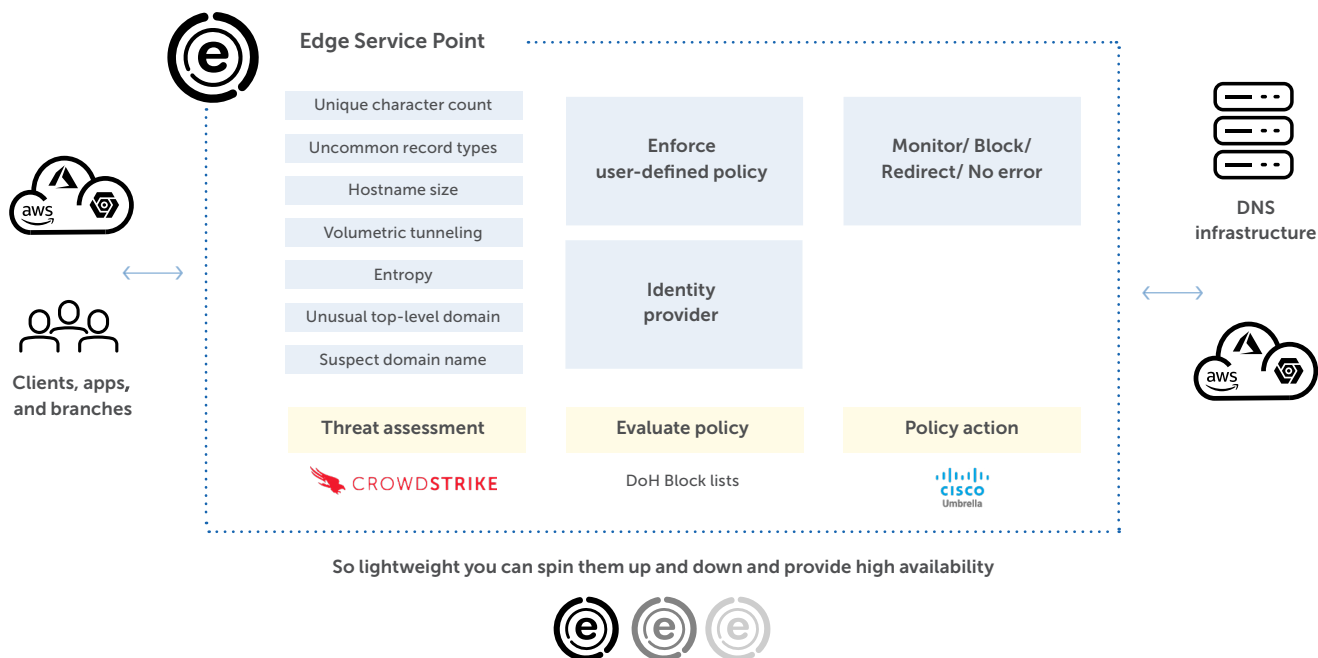 e
Edge Service Point
aws
Clients, apps,
and branches
Unique character count
Uncommon record types
Hostname size
Volumetric tunneling
Entropy
Unusual top-level domain
Suspect domain name
Threat assessment
CROWDSTRIKE
Enforce
user-defined policy
Identity
provider
Evaluate policy
DoH Block lists
Monitor/ Block/
Redirect/ No error
Policy action
CISCO
Umbrella
DNS
infrastructure
aws
So lightweight you can spin them up and down and provide high availability
e e e